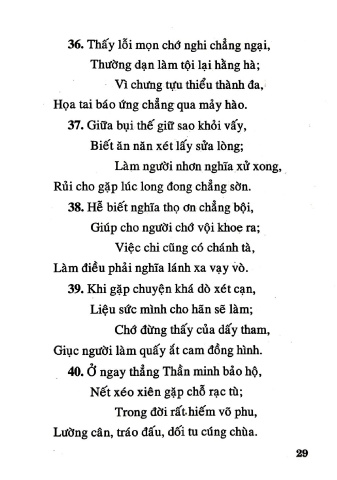 36. Thấy lỗi mọn chớ nghi chẳng ngại,
Thường dạn làm tội lại hằng hà;
Vì chưng tựu thiểu thành đa,
Họa tai báo ứng chẳng qua mảy hào.
37. Giữa bụi thế giữ sao khỏi vấy,
Biết ăn năn xét lấy sửa lòng;
Làm người nhơn nghĩa xử xong,
Rủi cho gặp lúc long đong chẳng sờn.
38. Hễ biết nghĩa thọ ơn chẳng bội,
Giúp cho người chớ vội khoe ra;
Việc chi cũng có chánh tà,
Làm điều phải nghĩa lánh xa vạy vò.
39. Khi gặp chuyện khá dò xét cạn,
Liệu sức mình cho hãn sẽ làm;
Chớ đừng thấy của dấy tham,
Giục người làm quấy ắt cam đồng hình.
40. Ở ngay thẳng Thần minh bảo hộ,
Nết xéo xiên gặp chỗ rạc tù;
Trong đời rất hiếm võ phu,
Lường cân, tráo đấu, dối tu cúng chùa.
29